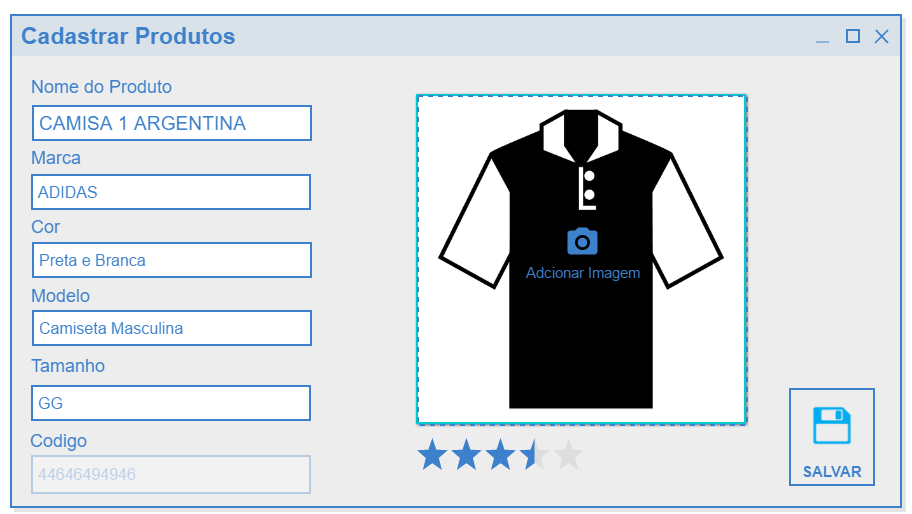 Cadastrar Produtos
Nome do Produto
CAMISA 1 ARGENTINA
Marca
ADIDAS
Cor
Preta e Branca
Modelo
Camiseta Masculina
Tamanho
GG
Codigo
44646494946
Adcionar Imagem
SALVAR